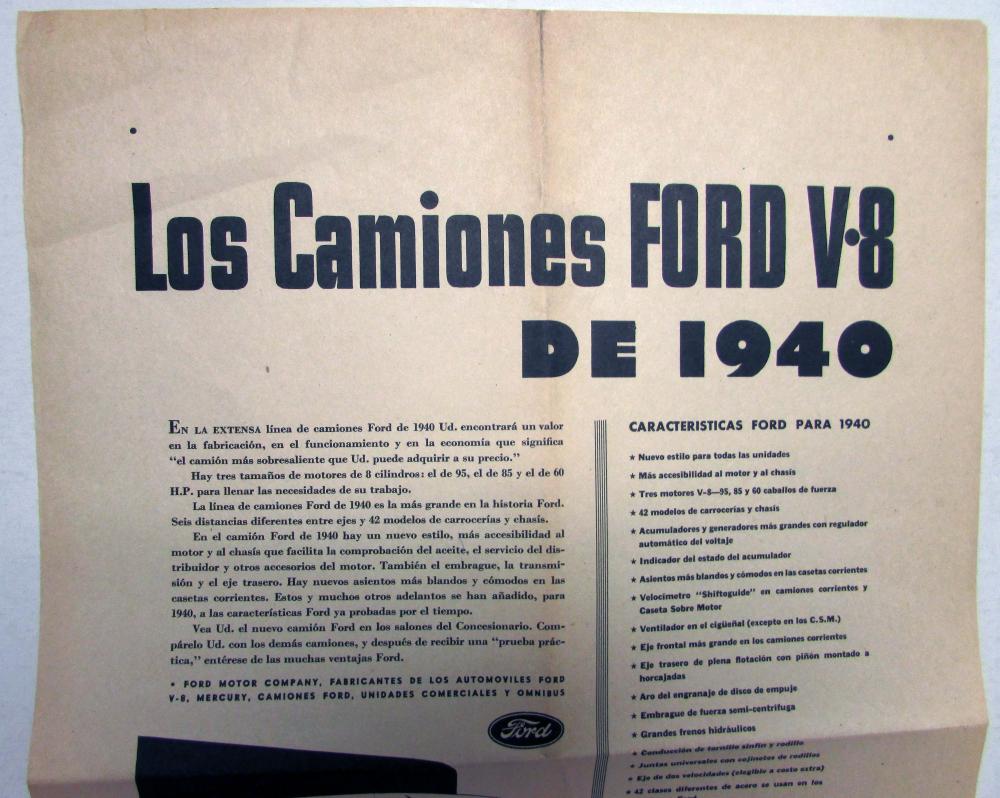 Los Camiones FORD V·8
DE 1940
EN LA EXTENSA línea de camiones Ford de 1940 Ud. encontrará un valor
en la fabricación, en el funcionamiento y en la economía que significa
“el camión más sobresaliente que Ud. puede adquirir a su precio.”
Hay tres tamaños de motores de 8 cilindros: el de 95, el de 85 y el de 60
H.P. para llenar las necesidades de su trabajo.
La línea de camiones Ford de 1940 es la más grande en la historia Ford.
Seis distancias diferentes entre ejes y 42 modelos de carrocerías y chasís.
En el camión Ford de 1940 hay un nuevo estilo, más accesibilidad al
motor y al chasís que facilita la comprobación del aceite, el servicio del dis-
tribuidor y otros accesorios del motor. También el embrague, la transmi-
sión y el eje trasero. Hay nuevos asientos más blandos y cómodos en las
casetas corrientes. Estos y muchos otros adelantos se han añadido, para
1940, a las características Ford ya probadas por el tiempo.
Vea Ud. el nuevo camión Ford en los salones del Concesionario. Com-
párelo Ud. con los demás camiones, y después de recibir una “prueba prác-
tica,” entérese de las muchas ventajas Ford.
• FORD MOTOR COMPANY, FABRICANTES DE LOS AUTOMOVILES FORD
V-8, MERCURY, CAMIONES FORD, UNIDADES COMERCIALES Y OMNIBUS
Ford
CARACTERISTICAS FORD PARA 1940
★ Nuevo estilo para todas las unidades
★ Más accesibilidad al motor y al chasís
★ Tres motores V-8—95, 85 y 60 caballos de fuerza
★ 42 modelos de carrocerías y chasís
★ Acumuladores y generadores más grandes con regulador
automático del voltaje
★ Indicador del estado del acumulador
★ Asientos más blandos y cómodos en las casetas corrientes
★ Velocímetro “Shiftoguide” en camiones corrientes y
Caseta Sobre Motor
★ Ventilador en el cigüeñal (excepto en los C.S.M.)
★ Eje frontal más grande en los camiones corrientes
★ Eje trasero de plena flotación con piñón montado a
horcajadas
★ Aro del engranaje de disco de empuje
★ Embrague de fuerza semi-centrífuga
★ Grandes frenos hidráulicos
★ Conducción de tornillo sinfín y rodillo
★ Juntas universales con cojinetes de rodillos
★ Eje de dos velocidades (elegible a costo extra)
★ 42 clases diferentes de acero se usan en los